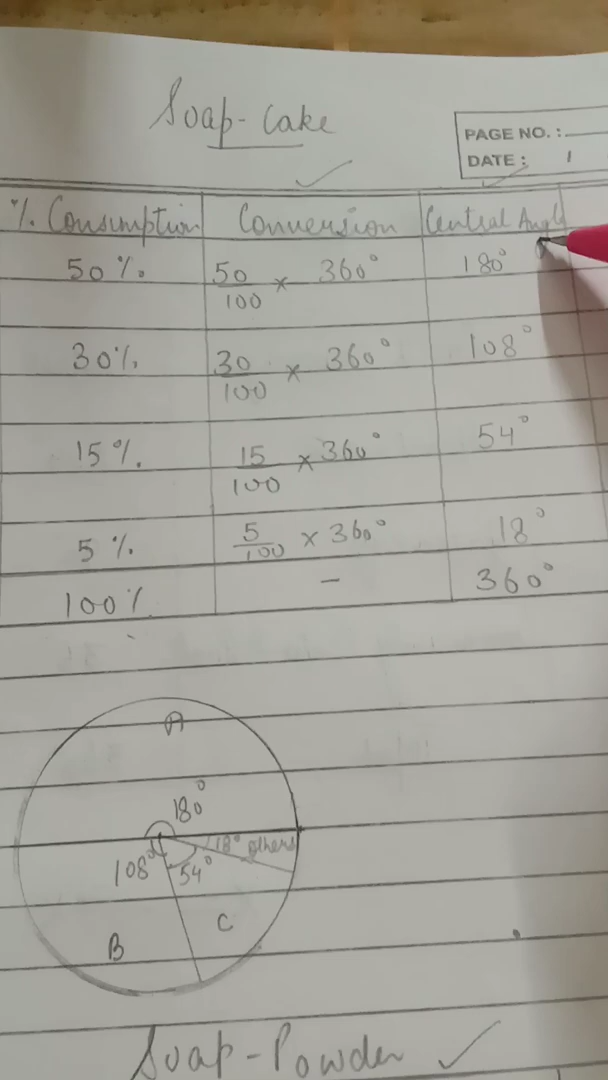 Soap-Cake
PAGE NO. :
DATE : /
% Consumption Conversion Central Angle
50% 50/100 × 360° 180°
30% 30/100 × 360° 108°
15% 15/100 × 360° 54°
5% 5/100 × 360° 18°
100% - 360°
A
180°
18° others
108° 54°
C
B
Soap-Powder